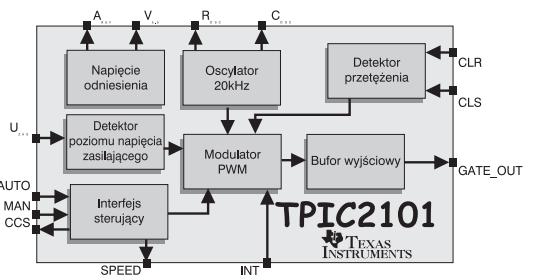 A V R C
Napięcie
odniesienia
Oscylator
20kHz
Detektor
przetężenia
CLR
CLS
U
Detektor
poziomu napięcia
zasilającego
Modulator
PWM
Bufor wyjściowy
GATE_OUT
AUTO
MAN
CCS
Interfejs
sterujący
TPIC2101
TEXAS
INSTRUMENTS
SPEED
INT